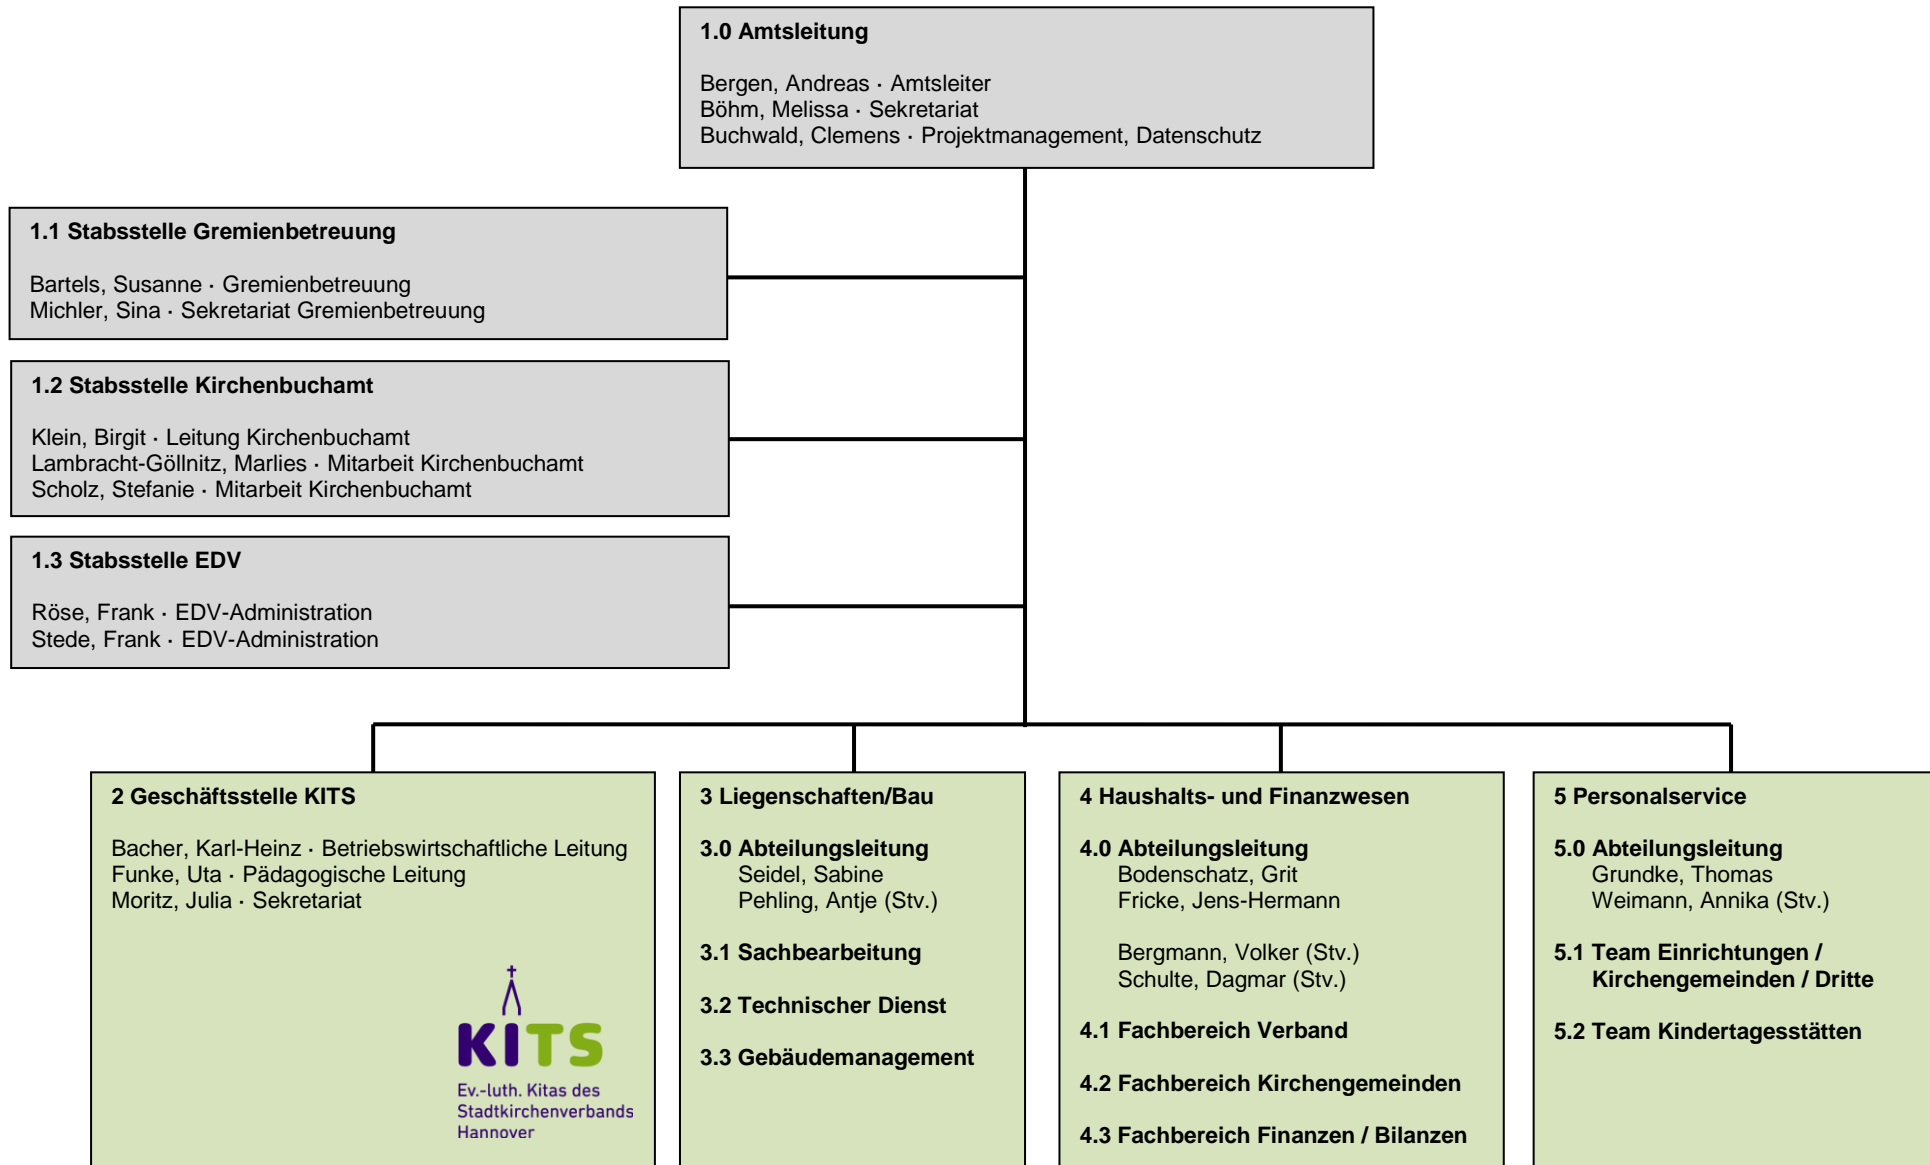 1.0 Amtsleitung
Bergen, Andreas · Amtsleiter
Böhm, Melissa · Sekretariat
Buchwald, Clemens · Projektmanagement, Datenschutz
1.1 Stabsstelle Gremienbetreuung
Bartels, Susanne · Gremienbetreuung
Michler, Sina · Sekretariat Gremienbetreuung
1.2 Stabsstelle Kirchenbuchamt
Klein, Birgit · Leitung Kirchenbuchamt
Lambracht-Göllnitz, Marlies · Mitarbeit Kirchenbuchamt
Scholz, Stefanie · Mitarbeit Kirchenbuchamt
1.3 Stabsstelle EDV
Röse, Frank · EDV-Administration
Stede, Frank · EDV-Administration
2 Geschäftsstelle KITS
Bacher, Karl-Heinz · Betriebswirtschaftliche Leitung
Funke, Uta · Pädagogische Leitung
Moritz, Julia · Sekretariat
KITS
Ev.-luth. Kitas des
Stadtkirchenverbands
Hannover
3 Liegenschaften/Bau
3.0 Abteilungsleitung
Seidel, Sabine
Pehling, Antje (Stv.)
3.1 Sachbearbeitung
3.2 Technischer Dienst
3.3 Gebäudemanagement
4 Haushalts- und Finanzwesen
4.0 Abteilungsleitung
Bodenschatz, Grit
Fricke, Jens-Hermann
Bergmann, Volker (Stv.)
Schulte, Dagmar (Stv.)
4.1 Fachbereich Verband
4.2 Fachbereich Kirchengemeinden
4.3 Fachbereich Finanzen / Bilanzen
5 Personalservice
5.0 Abteilungsleitung
Grundke, Thomas
Weimann, Annika (Stv.)
5.1 Team Einrichtungen /
Kirchengemeinden / Dritte
5.2 Team Kindertagesstätten